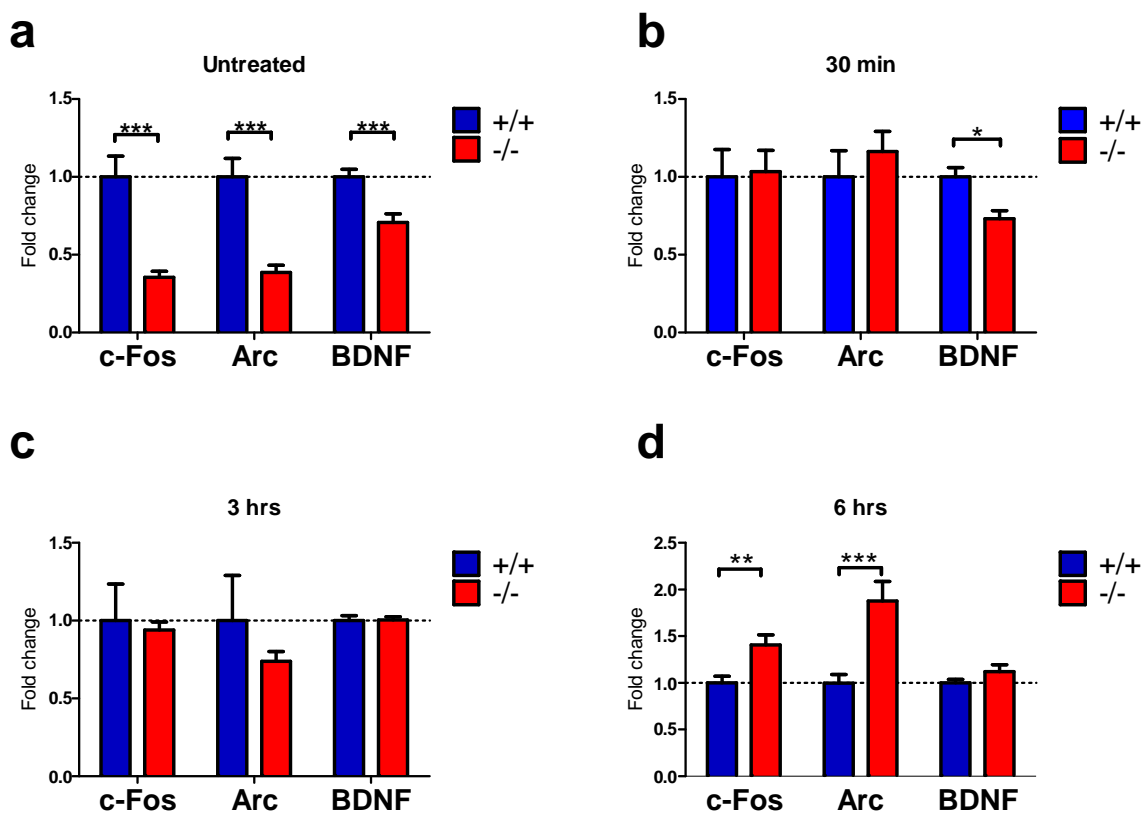 a
Untreated
Fold change
1.5
1.0
0.5
0.0
***
***
***
c-Fos Arc BDNF
+/+
-/-
b
30 min
Fold change
1.5
1.0
0.5
0.0
*
c-Fos Arc BDNF
+/+
-/-
c
3 hrs
Fold change
1.5
1.0
0.5
0.0
c-Fos Arc BDNF
+/+
-/-
d
6 hrs
Fold change
2.5
2.0
1.5
1.0
0.5
0.0
**
***
c-Fos Arc BDNF
+/+
-/-